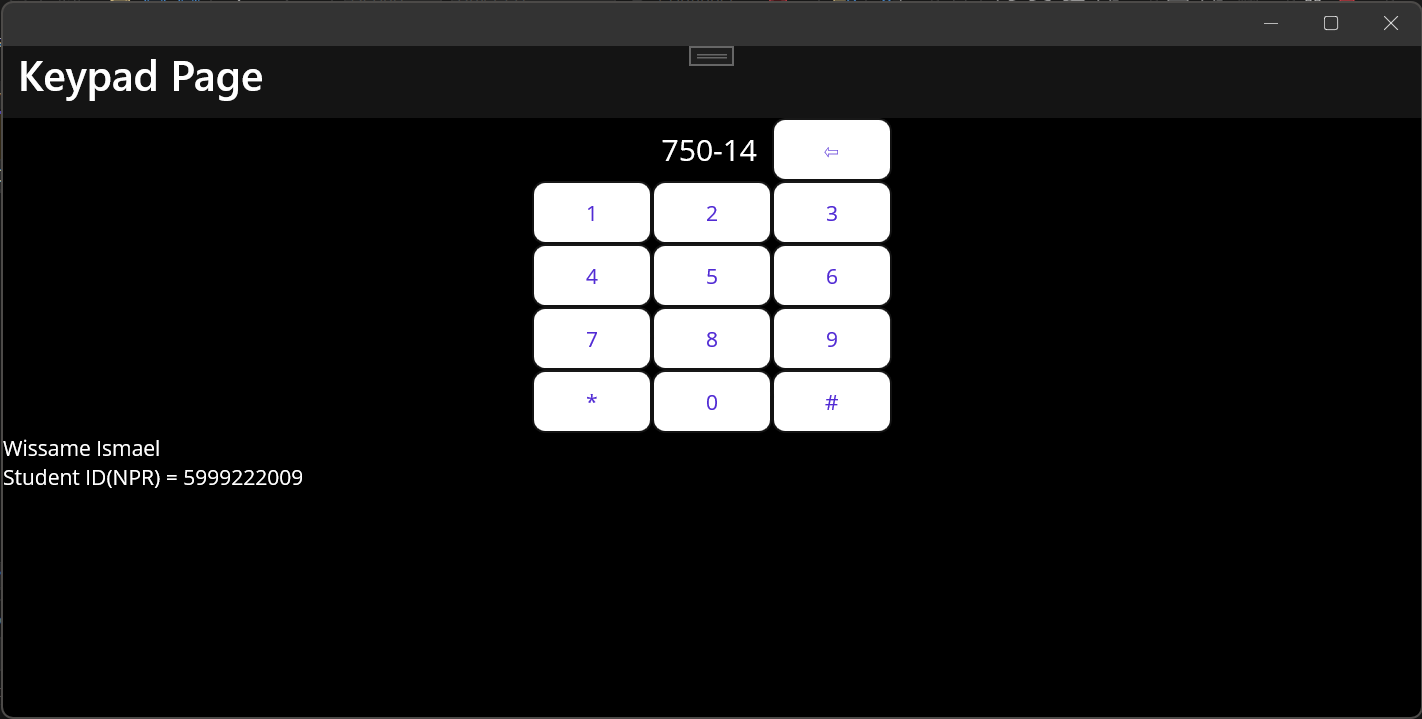 Keypad Page
750-14 ⇦
1 2 3
4 5 6
7 8 9
* 0 #
Wissame Ismael
Student ID(NPR) = 5999222009